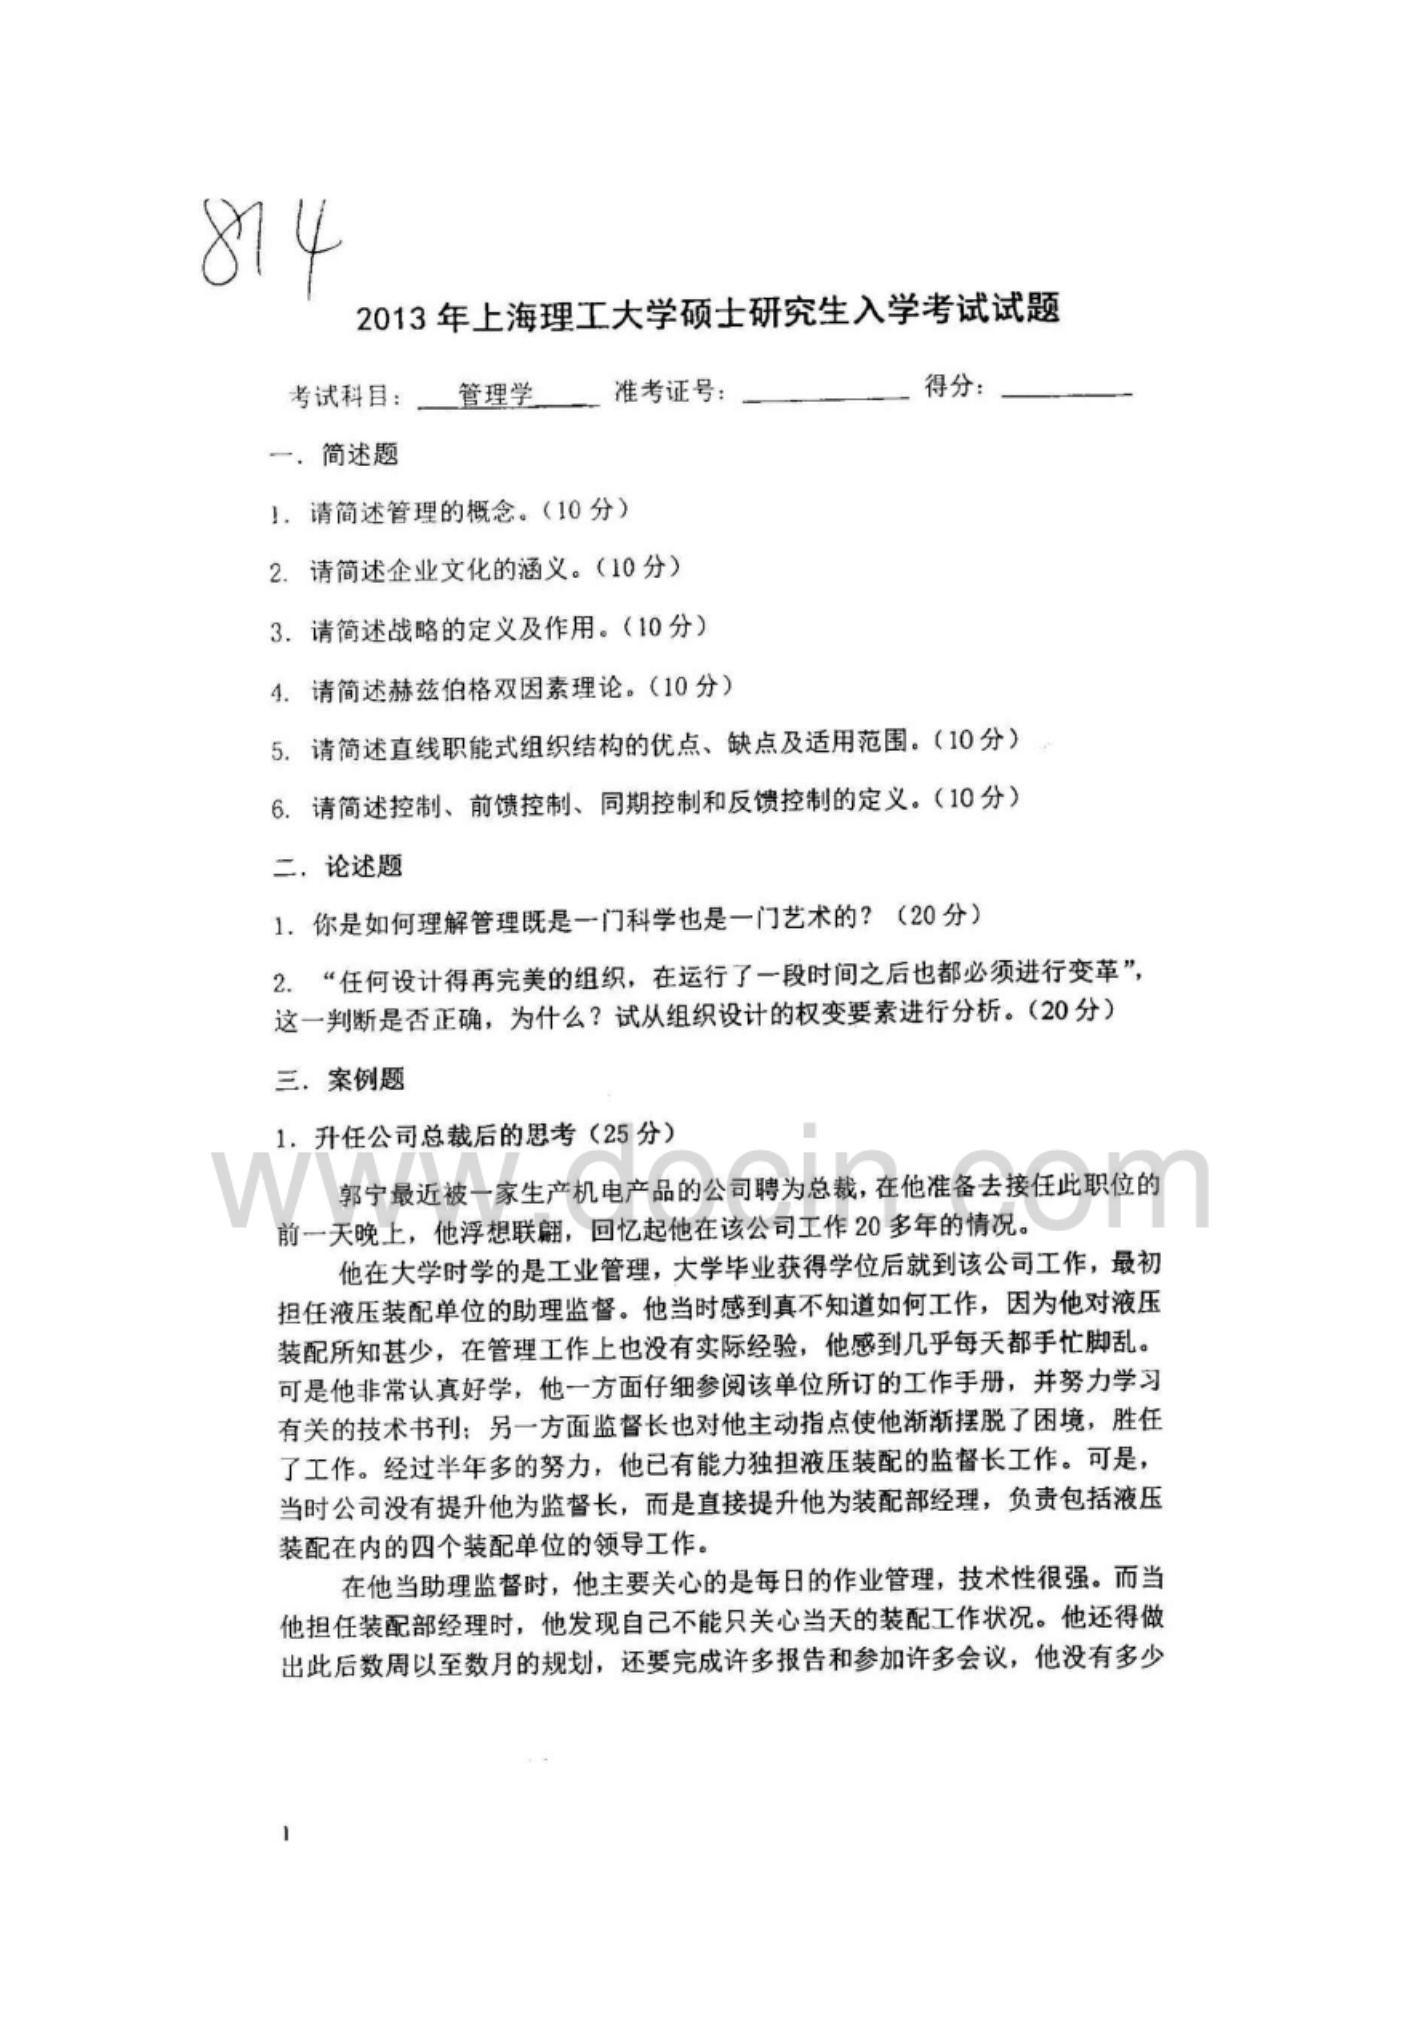 874
2013年上海理工大学硕士研究生入学考试试题
考试科目： 管理学 准考证号： 得分：
一．简述题
1. 请简述管理的概念。（10分）
2. 请简述企业文化的涵义。（10分）
3. 请简述战略的定义及作用。（10分）
4. 请简述赫兹伯格双因素理论。（10分）
5. 请简述直线职能式组织结构的优点、缺点及适用范围。（10分）
6. 请简述控制、前馈控制、同期控制和反馈控制的定义。（10分）
二．论述题
1. 你是如何理解管理既是一门科学也是一门艺术的？（20分）
2. “任何设计得再完美的组织，在运行了一段时间之后也都必须进行变革”，
这一判断是否正确，为什么？试从组织设计的权变要素进行分析。（20分）
三．案例题
1. 升任公司总裁后的思考（25分）
www.docin.com
郭宁最近被一家生产机电产品的公司聘为总裁，在他准备去接任此职位的
前一天晚上，他浮想联翩，回忆起他在该公司工作20多年的情况。
他在大学时学的是工业管理，大学毕业获得学位后就到该公司工作，最初
担任液压装配单位的助理监督。他当时感到真不知道如何工作，因为他对液压
装配所知甚少，在管理工作上也没有实际经验，他感到几乎每天都手忙脚乱。
可是他非常认真好学，他一方面仔细参阅该单位所订的工作手册，并努力学习
有关的技术书刊；另一方面监督长也对他主动指点使他渐渐摆脱了困境，胜任
了工作。经过半年多的努力，他已有能力独担液压装配的监督长工作。可是，
当时公司没有提升他为监督长，而是直接提升他为装配部经理，负责包括液压
装配在内的四个装配单位的领导工作。
在他当助理监督时，他主要关心的是每日的作业管理，技术性很强。而当
他担任装配部经理时，他发现自己不能只关心当天的装配工作状况。他还得做
出此后数周以至数月的规划，还要完成许多报告和参加许多会议，他没有多少
1